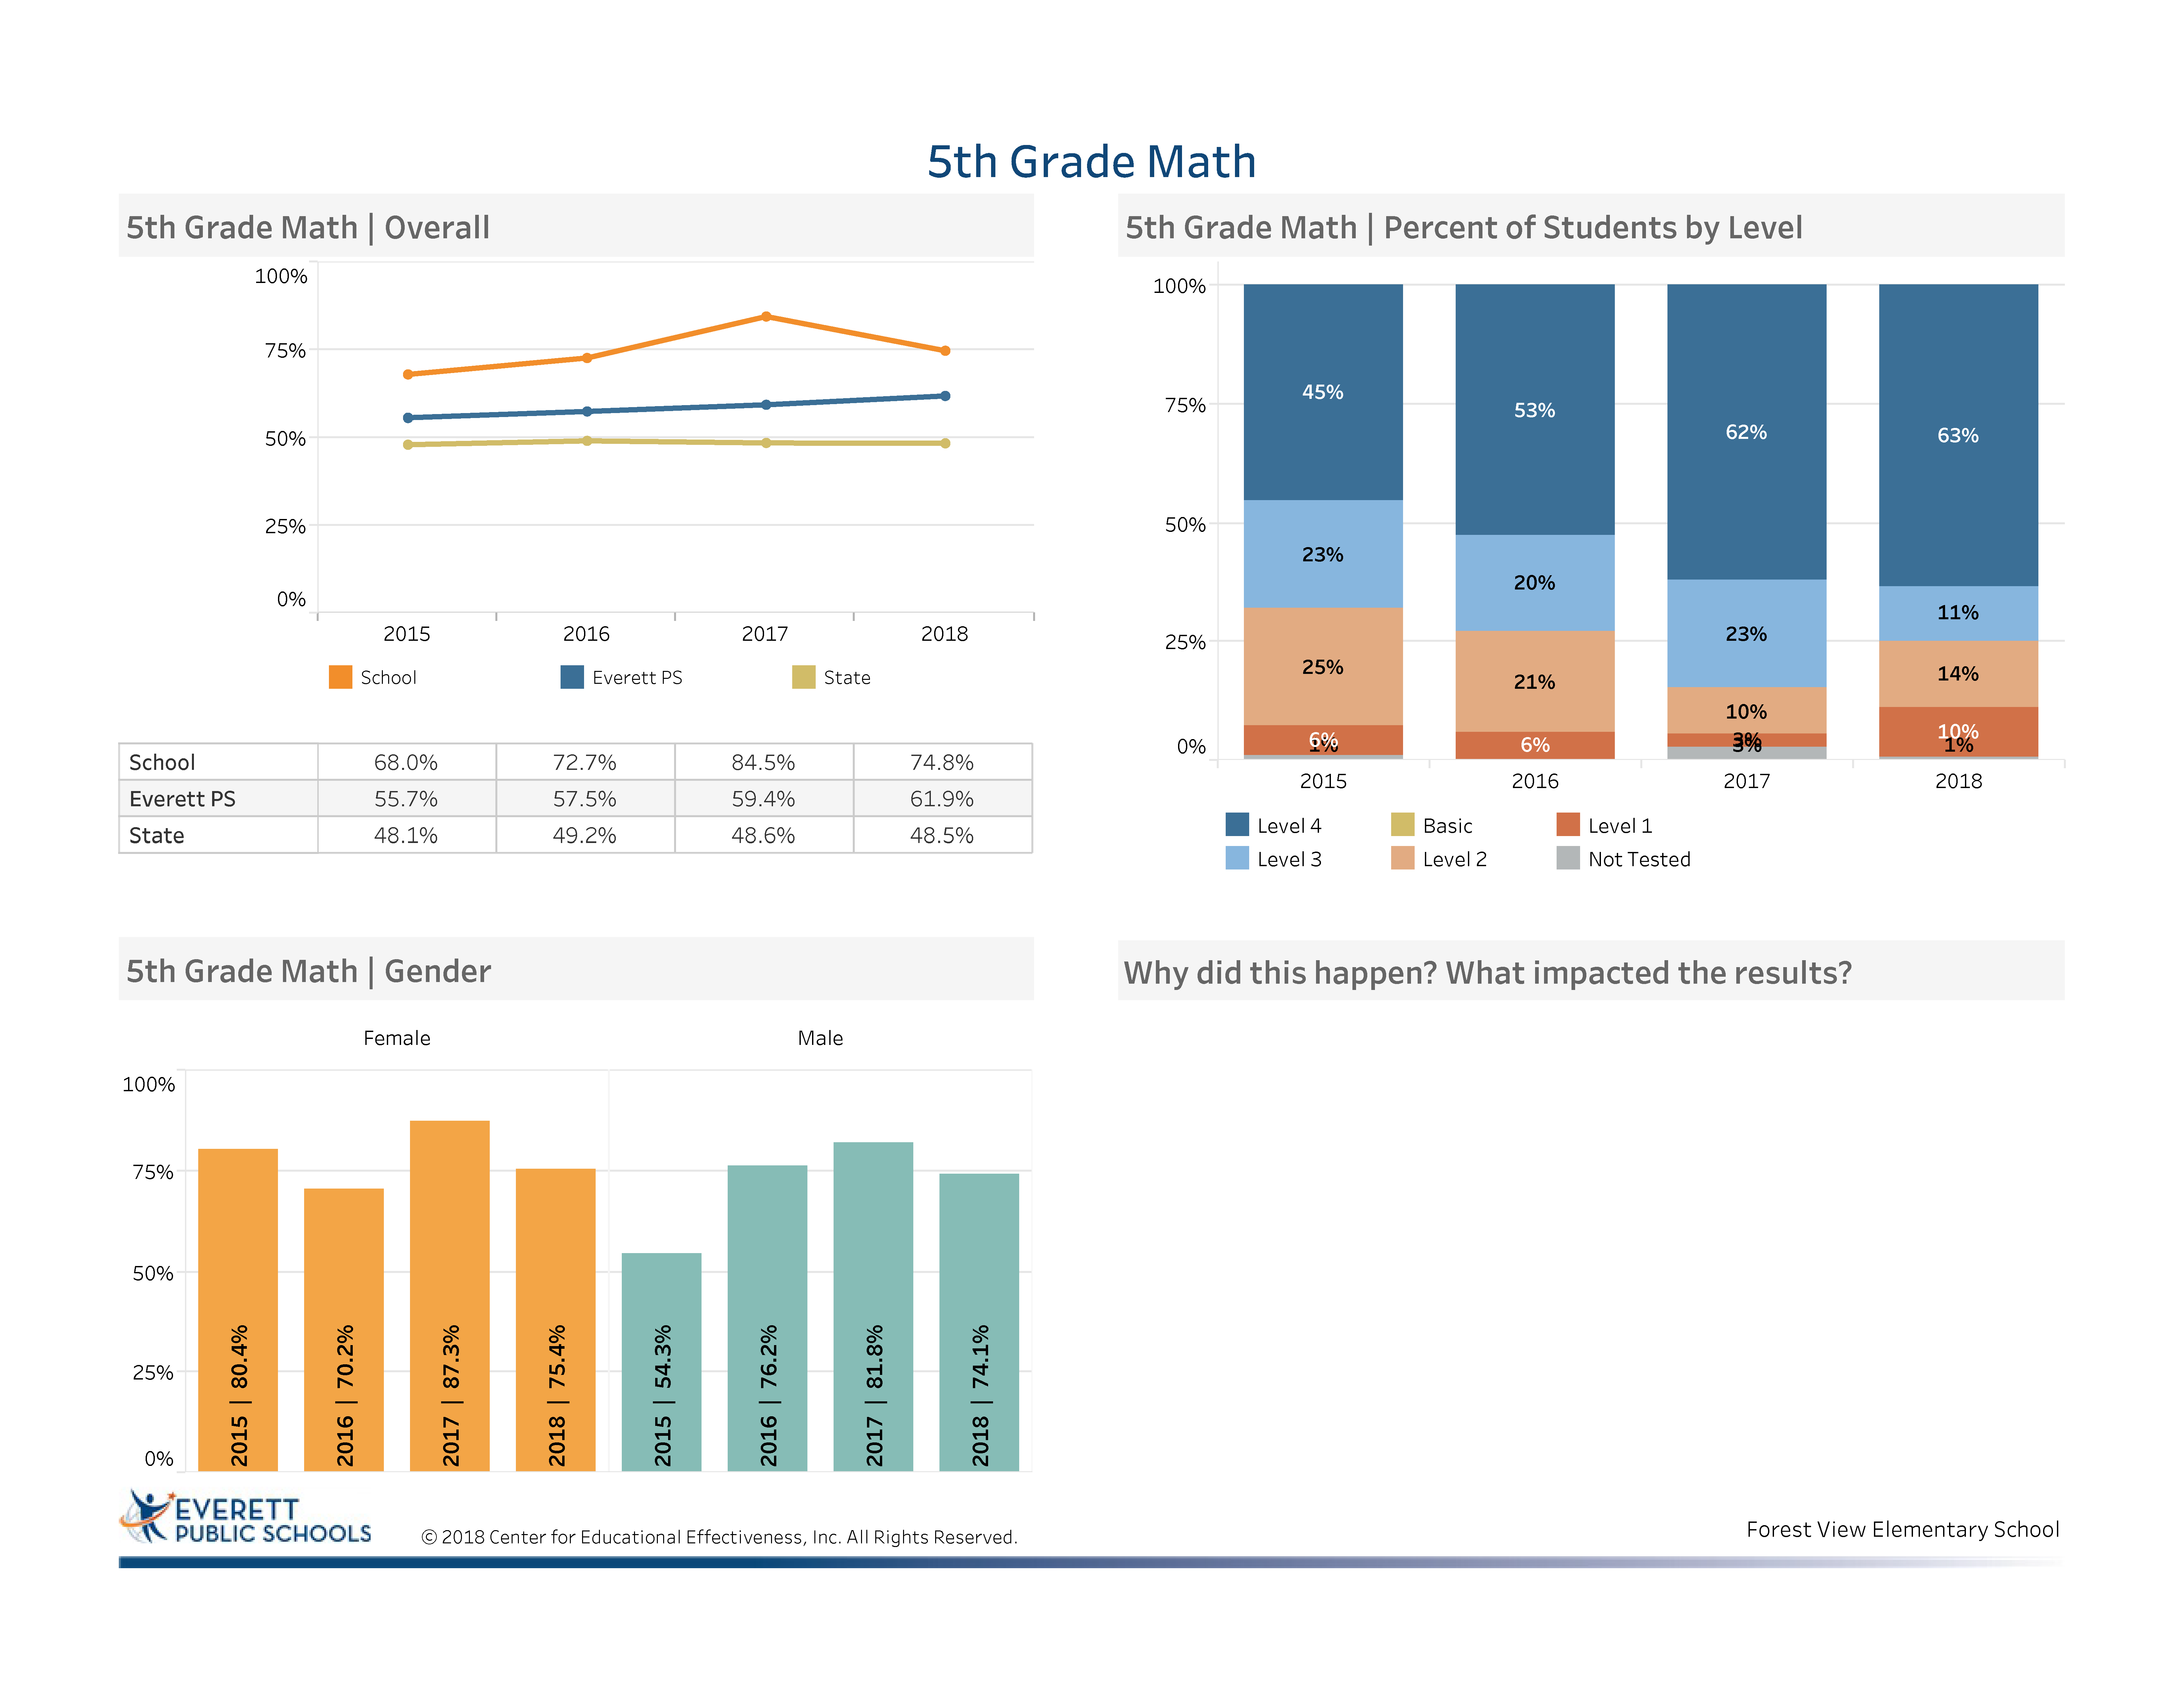 5th Grade Math
5th Grade Math | Overall
100%
75%
50%
25%
0%
2015 2016 2017 2018
School Everett PS State
School 68.0% 72.7% 84.5% 74.8%
Everett PS 55.7% 57.5% 59.4% 61.9%
State 48.1% 49.2% 48.6% 48.5%
5th Grade Math | Percent of Students by Level
100%
75%
50%
25%
0%
45%
23%
25%
6%
1%
53%
20%
21%
6%
62%
23%
10%
3%
3%
63%
11%
14%
10%
1%
2015 2016 2017 2018
Level 4 Basic Level 1
Level 3 Level 2 Not Tested
5th Grade Math | Gender
Female Male
100%
75%
50%
25%
0%
2015 | 80.4%
2016 | 70.2%
2017 | 87.3%
2018 | 75.4%
2015 | 54.3%
2016 | 76.2%
2017 | 81.8%
2018 | 74.1%
Why did this happen? What impacted the results?
EVERETT
PUBLIC SCHOOLS
© 2018 Center for Educational Effectiveness, Inc. All Rights Reserved.
Forest View Elementary School